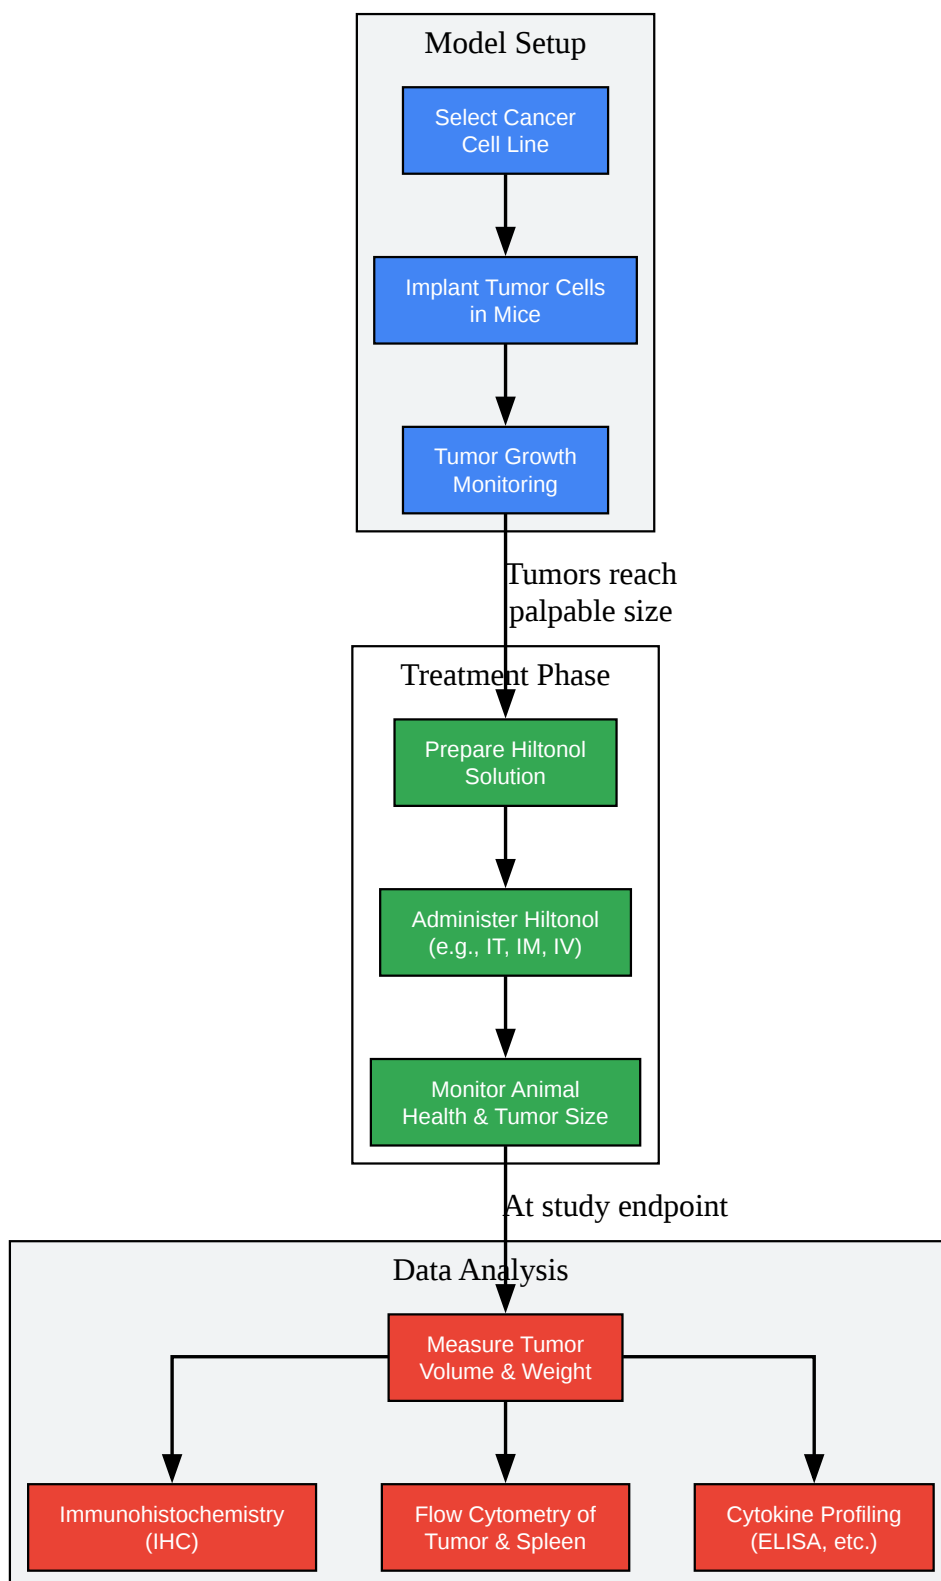 Model Setup
Select Cancer
Cell Line
Implant Tumor Cells
in Mice
Tumor Growth
Monitoring
Tumors reach
palpable size
Treatment Phase
Prepare Hiltonol
Solution
Administer Hiltonol
(e.g., IT, IM, IV)
Monitor Animal
Health & Tumor Size
At study endpoint
Data Analysis
Measure Tumor
Volume & Weight
Immunohistochemistry
(IHC)
Flow Cytometry of
Tumor & Spleen
Cytokine Profiling
(ELISA, etc.)